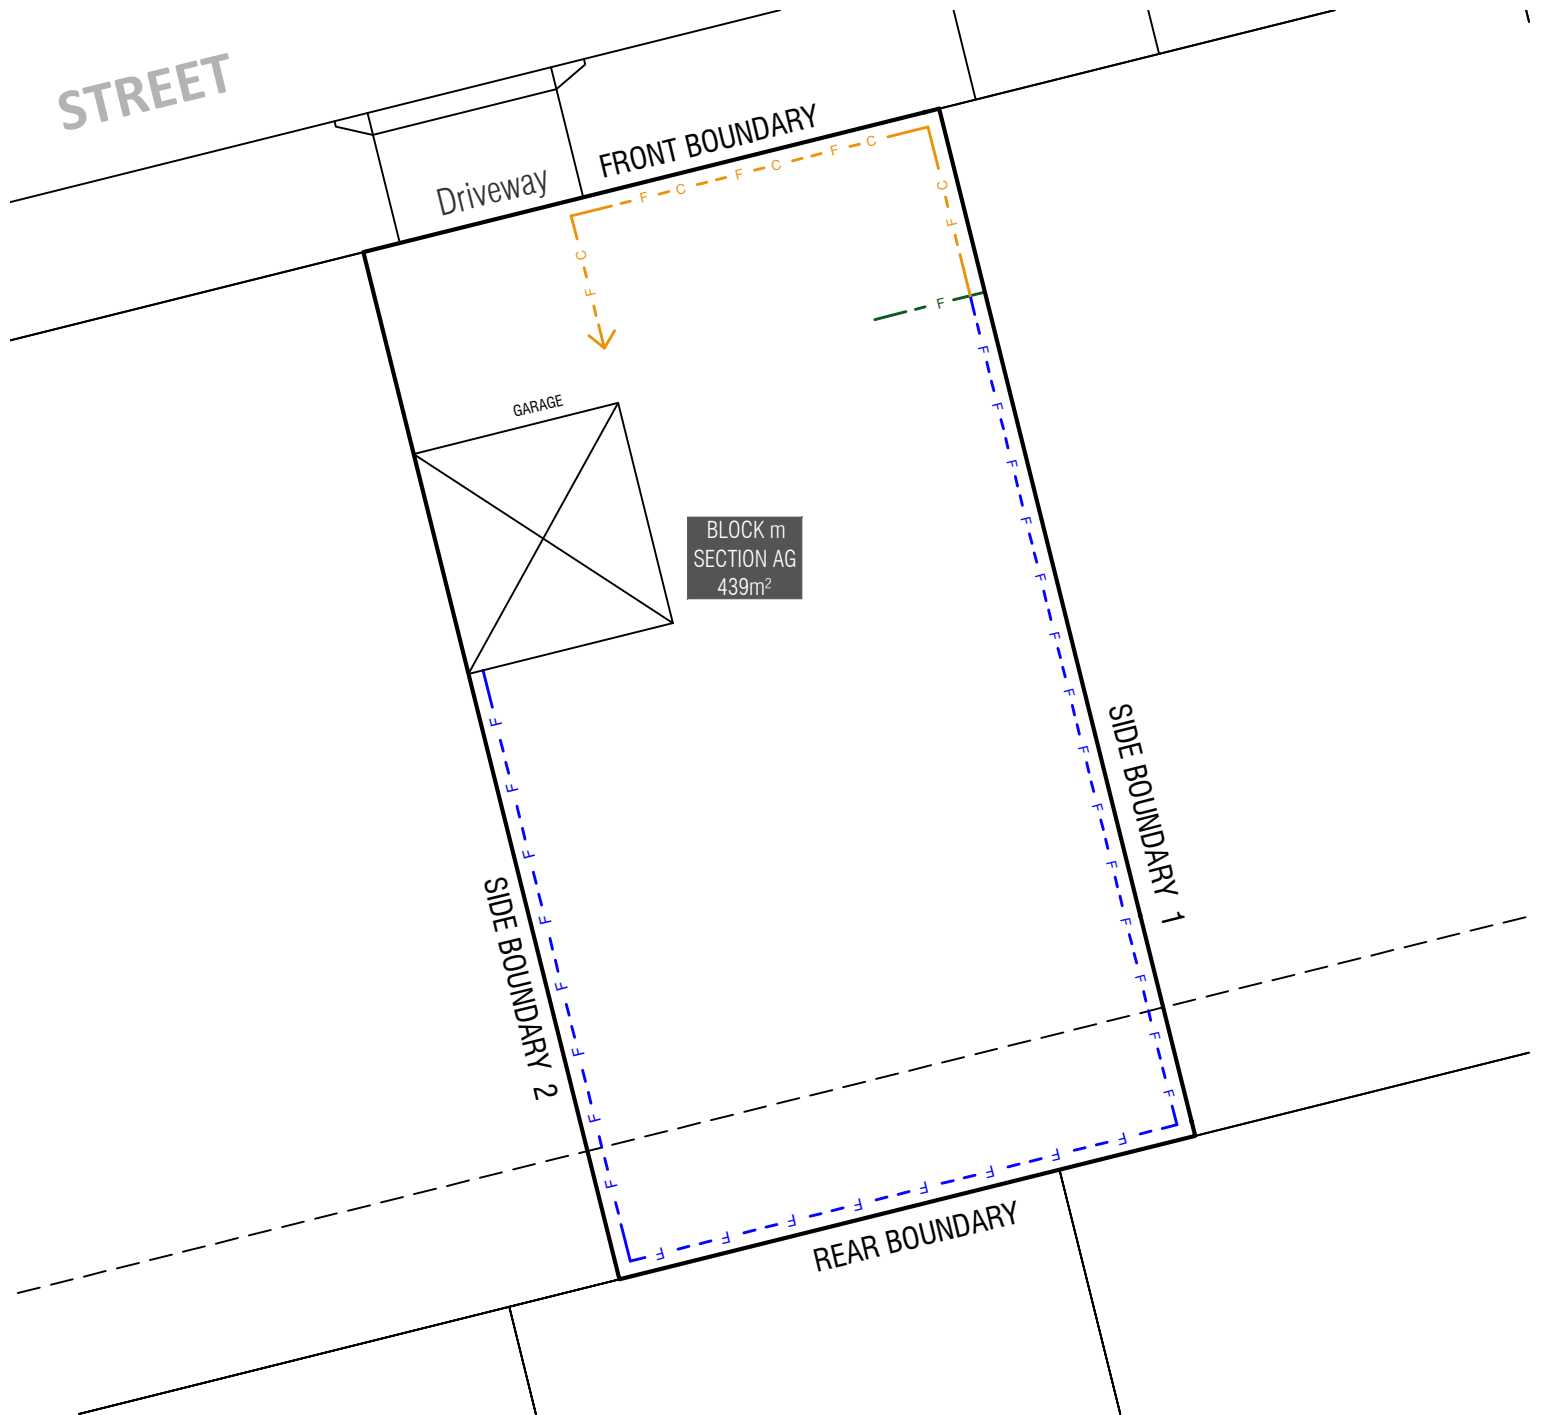 STREET
FRONT BOUNDARY
Driveway
F C F C F C
C F
C F
F
GARAGE
BLOCK m
SECTION AG
439m²
F F F F F F F F F F F F F F
SIDE BOUNDARY 1
F F F F F F F F
SIDE BOUNDARY 2
F F F F F F F F
REAR BOUNDARY